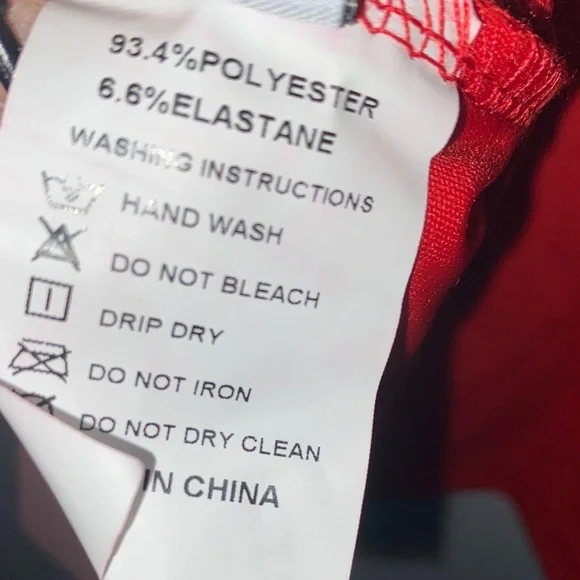 93.4%POLYESTER
6.6%ELASTANE
WASHING INSTRUCTIONS
HAND WASH
DO NOT BLEACH
DRIP DRY
DO NOT IRON
DO NOT DRY CLEAN
IN CHINA